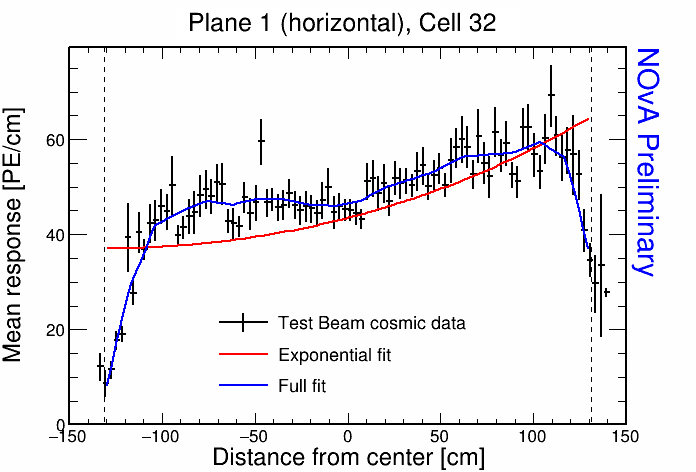 Plane 1 (horizontal), Cell 32
NOvA Preliminary
Mean response [PE/cm]
60
40
20
0
Test Beam cosmic data
Exponential fit
Full fit
−150 −100 −50 0 50 100 150
Distance from center [cm]